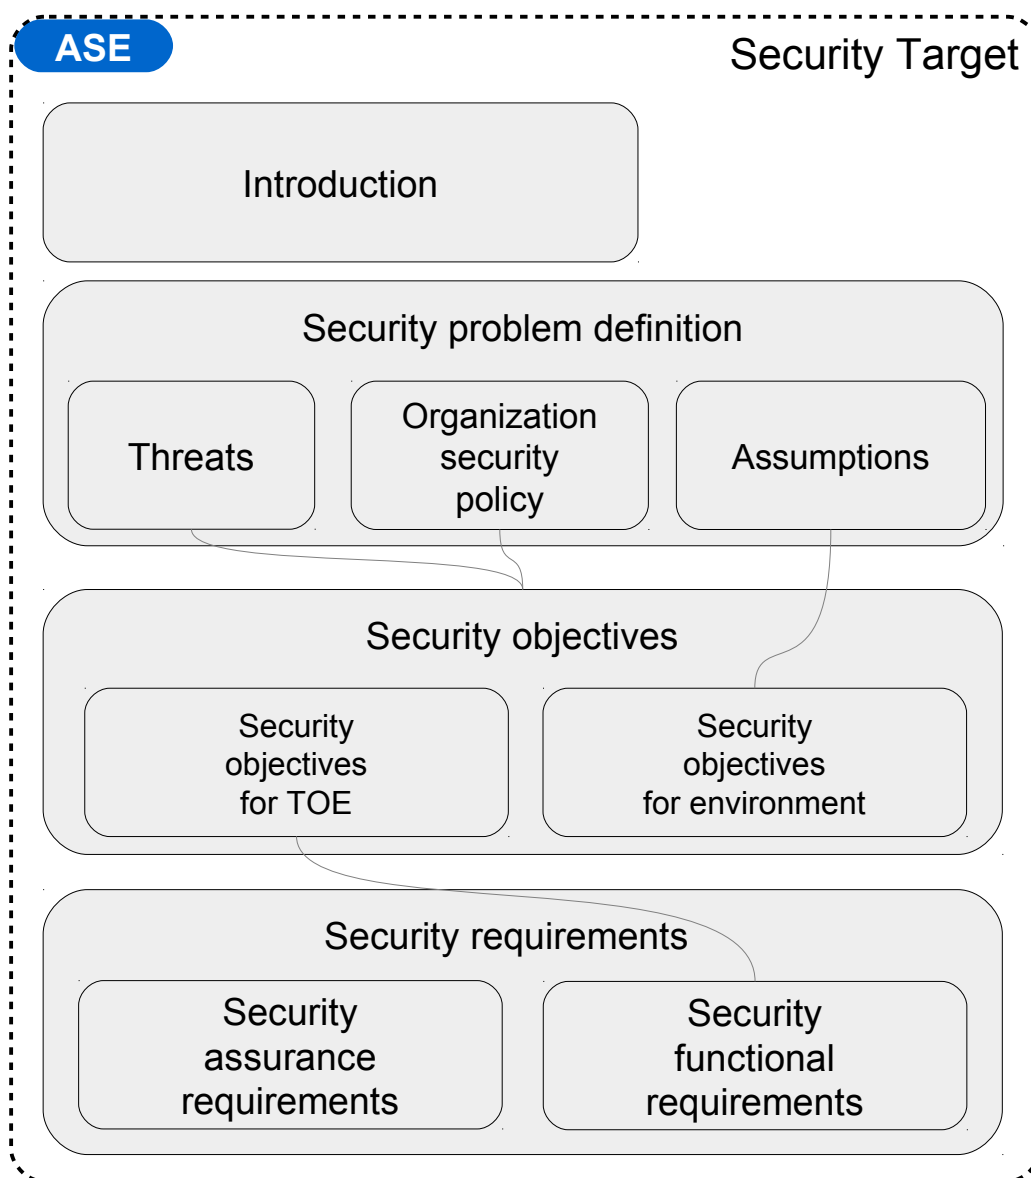 ASE
Security Target
Introduction
Security problem definition
Threats
Organization
security
policy
Assumptions
Security objectives
Security
objectives
for TOE
Security
objectives
for environment
Security requirements
Security
assurance
requirements
Security
functional
requirements